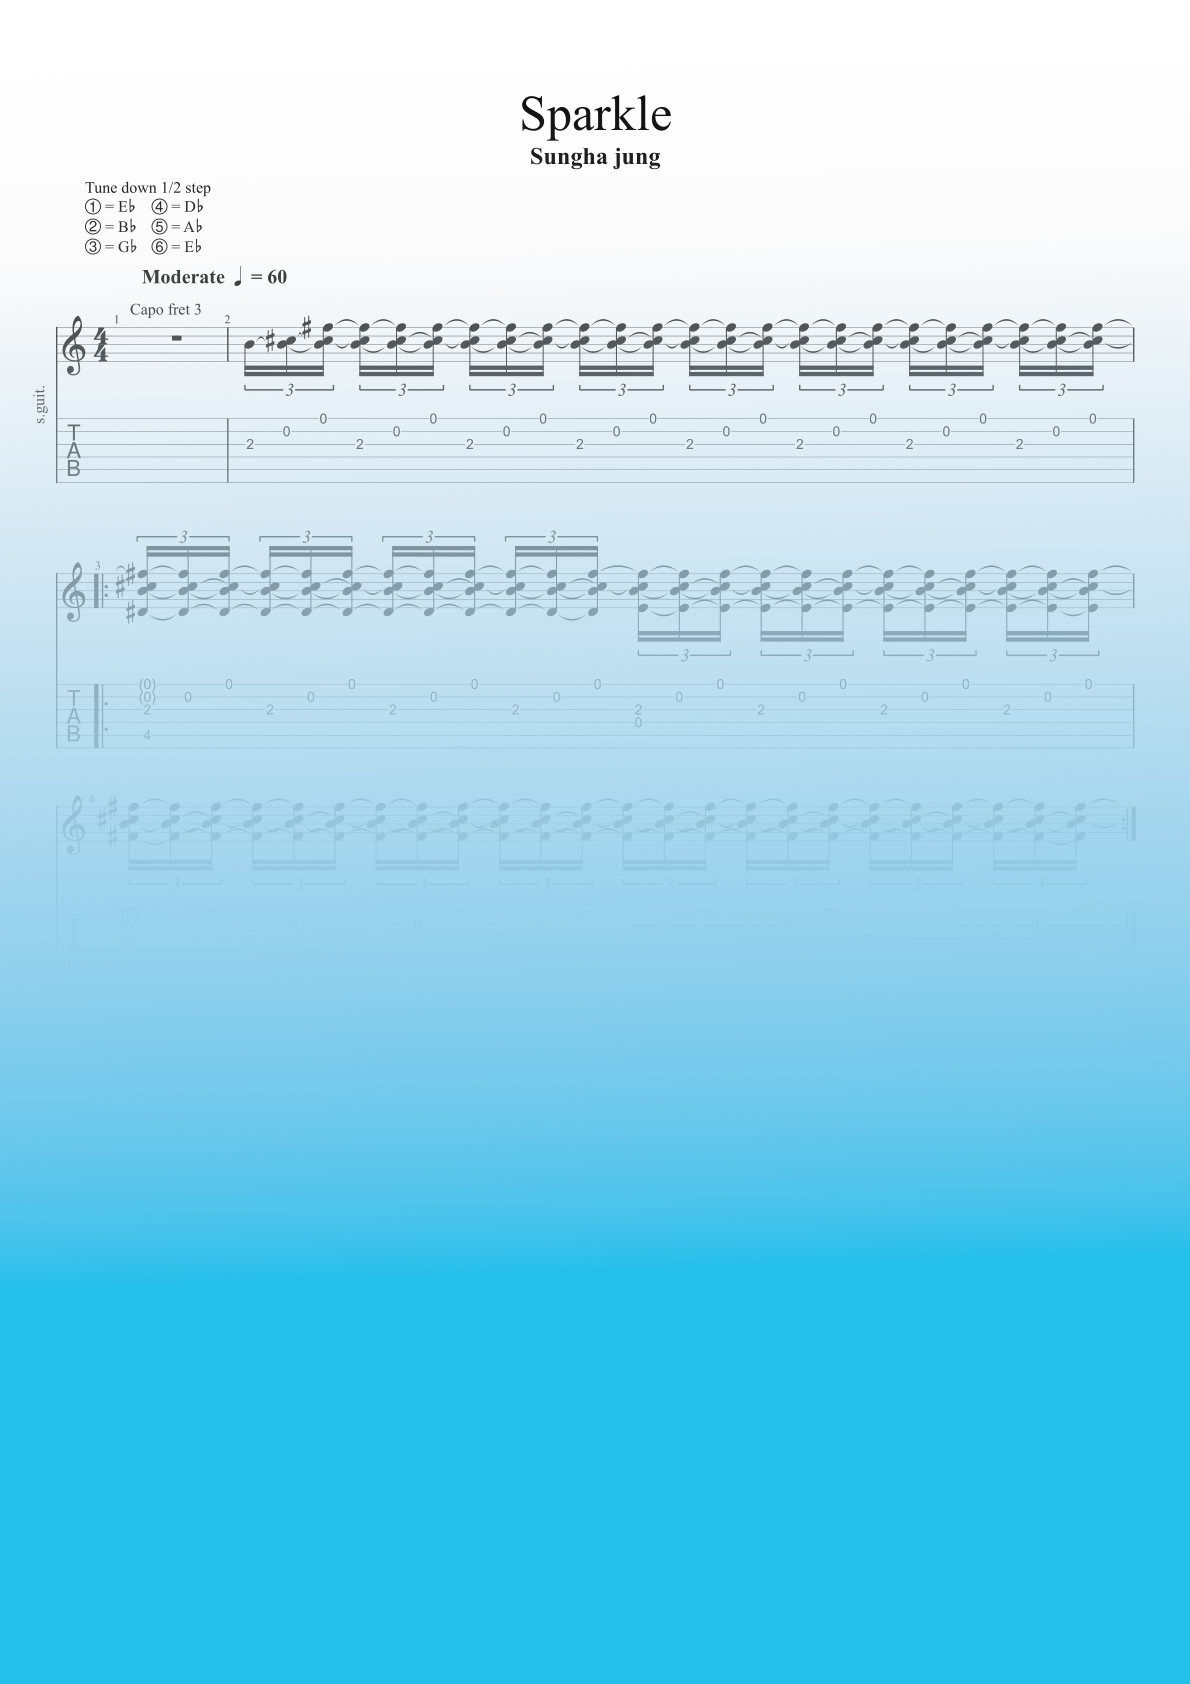 Sparkle
Sungha jung
Tune down 1/2 step
① = E♭ ④ = D♭
② = B♭ ⑤ = A♭
③ = G♭ ⑥ = E♭
Moderate ♩ = 60
Capo fret 3
1 2
4
4
3 3 3 3 3 3 3 3
s.guit.
0 0 0 0 0 0 0 0
T 0 0 0 0 0 0 0 0
A 2 2 2 2 2 2 2 2
B
3 3 3 3
3
3 3 3 3
(0) 0 0 0 0 0 0 0 0
T (0) 0 0 0 0 0 0 0 0
A 2 2 2 2 2 2 2 2
0
B 4
4
3 3 3 3 3 3 3 3